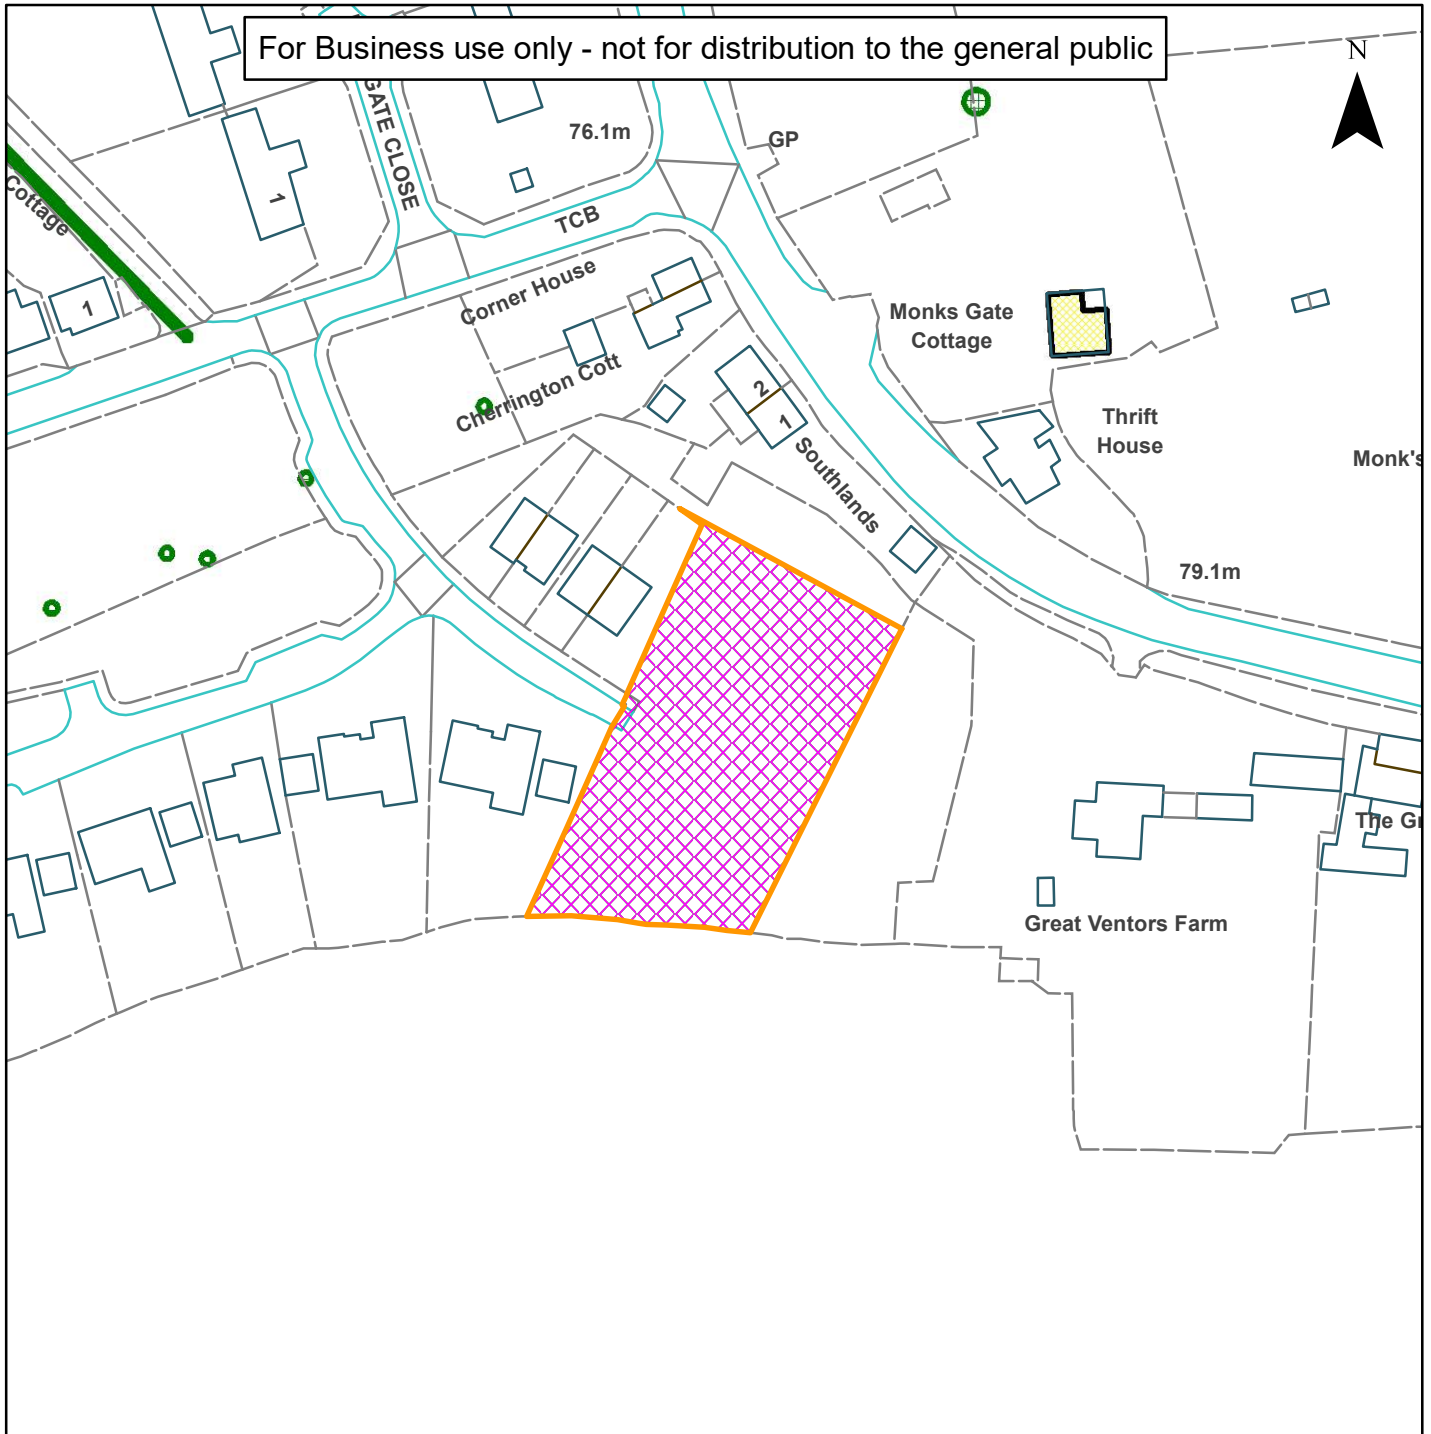 For Business use only - not for distribution to the general public
N
GATE CLOSE
76.1m
GP
Cottage
1
TCB
1
Corner House
Monks Gate
Cottage
Cherrington Cott
2
1
Thrift
House
Southlands
Monk's
79.1m
The Gr
Great Ventors Farm